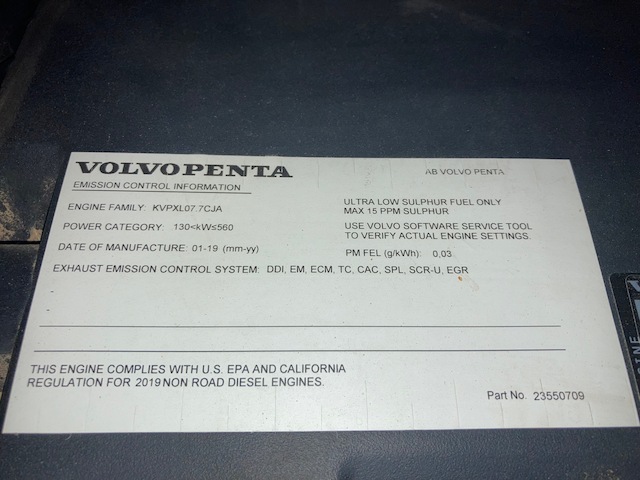 VOLVO PENTA
AB VOLVO PENTA
EMISSION CONTROL INFORMATION
ENGINE FAMILY: KVPXL07.7CJA
ULTRA LOW SULPHUR FUEL ONLY
MAX 15 PPM SULPHUR
POWER CATEGORY: 130<kW≤560
USE VOLVO SOFTWARE SERVICE TOOL
TO VERIFY ACTUAL ENGINE SETTINGS.
DATE OF MANUFACTURE: 01-19 (mm-yy)
PM FEL (g/kWh): 0,03
EXHAUST EMISSION CONTROL SYSTEM: DDI, EM, ECM, TC, CAC, SPL, SCR-U, EGR
THIS ENGINE COMPLIES WITH U.S. EPA AND CALIFORNIA
REGULATION FOR 2019 NON ROAD DIESEL ENGINES.
Part No. 23550709